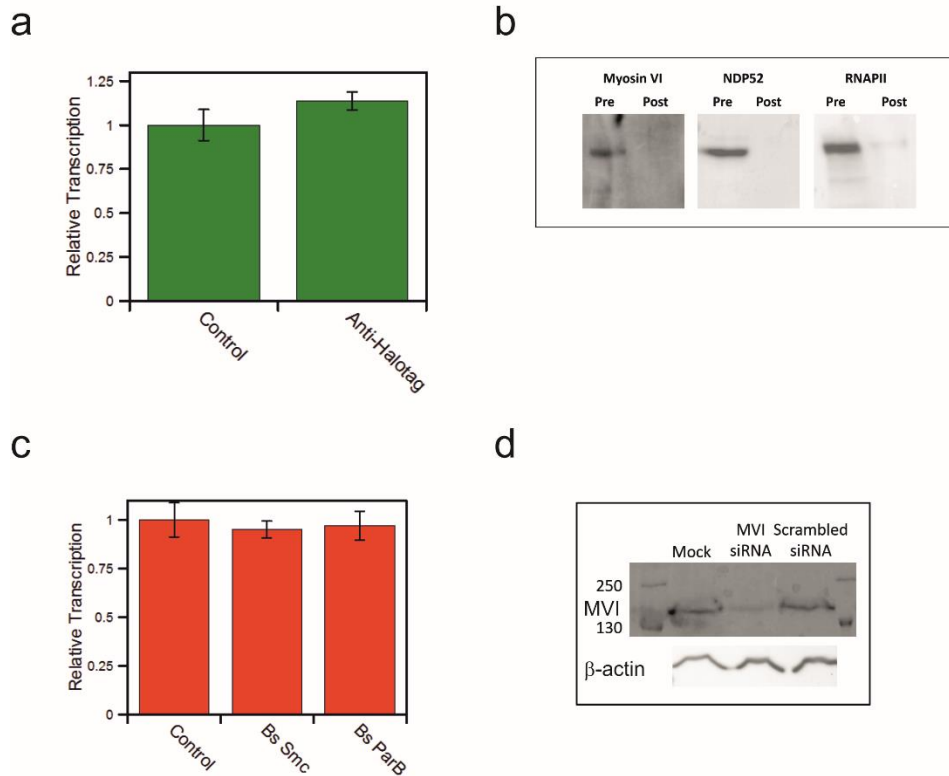 a
1.25
1
0.75
0.5
0.25
0
Relative Transcription
Control
Anti-Halotag
b
Myosin VI NDP52 RNAPII
Pre Post Pre Post Pre Post
c
1
0.75
0.5
0.25
0
Relative Transcription
Control
Bs Smc
Bs ParB
d
Mock MVI siRNA Scrambled siRNA
250
MVI
130
β-actin